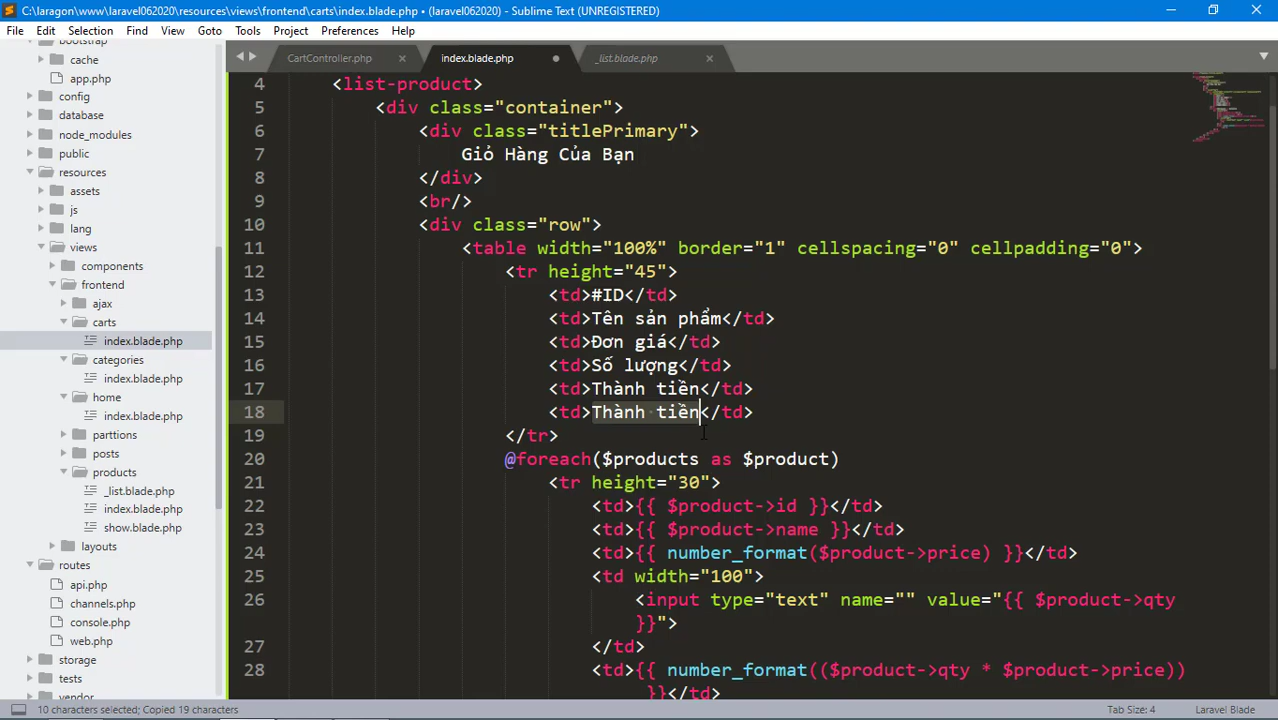 C:\laragon\www\laravel062020\resources\views\frontend\carts\index.blade.php • (laravel062020) - Sublime Text (UNREGISTERED)
File Edit Selection Find View Goto Tools Project Preferences Help
bootstrap
cache
app.php
config
database
node_modules
public
resources
assets
js
lang
views
components
frontend
ajax
carts
index.blade.php
categories
index.blade.php
home
index.blade.php
parttions
posts
products
_list.blade.php
index.blade.php
show.blade.php
layouts
routes
api.php
channels.php
console.php
web.php
storage
tests
vendor
CartController.php index.blade.php _list.blade.php
4 <list-product>
5 <div class="container">
6 <div class="titlePrimary">
7 Giỏ Hàng Của Bạn
8 </div>
9 <br/>
10 <div class="row">
11 <table width="100%" border="1" cellspacing="0" cellpadding="0">
12 <tr height="45">
13 <td>#ID</td>
14 <td>Tên sản phẩm</td>
15 <td>Đơn giá</td>
16 <td>Số lượng</td>
17 <td>Thành tiền</td>
18 <td>Thành tiền</td>
19 </tr>
20 @foreach($products as $product)
21 <tr height="30">
22 <td>{{ $product->id }}</td>
23 <td>{{ $product->name }}</td>
24 <td>{{ number_format($product->price) }}</td>
25 <td width="100">
26 <input type="text" name="" value="{{ $product->qty
}}">
27 </td>
28 <td>{{ number_format(($product->qty * $product->price))
}}</td>
10 characters selected; Copied 19 characters Tab Size: 4 Laravel Blade